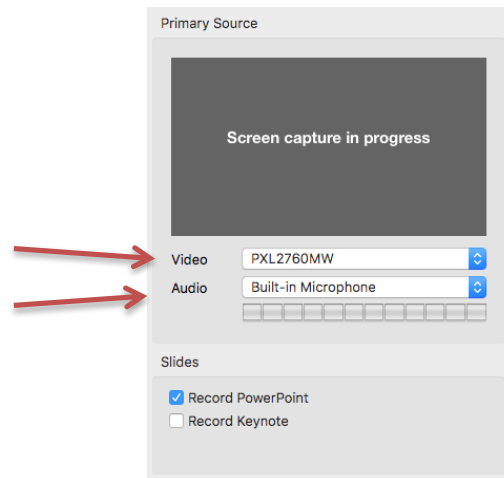 Primary Source
Screen capture in progress
Video PXL2760MW
Audio Built-in Microphone
Slides
Record PowerPoint
Record Keynote